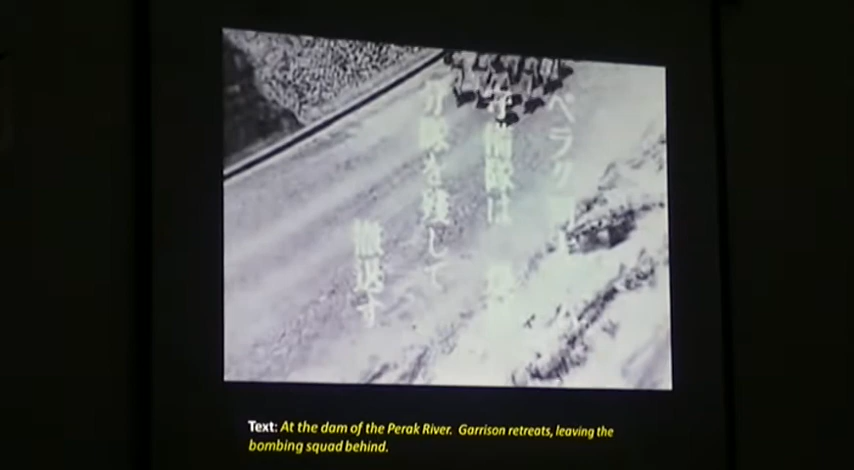 ペラク
守備隊は
隊を残して
撤退す
Text: At the dam of the Perak River. Garrison retreats, leaving the
bombing squad behind.